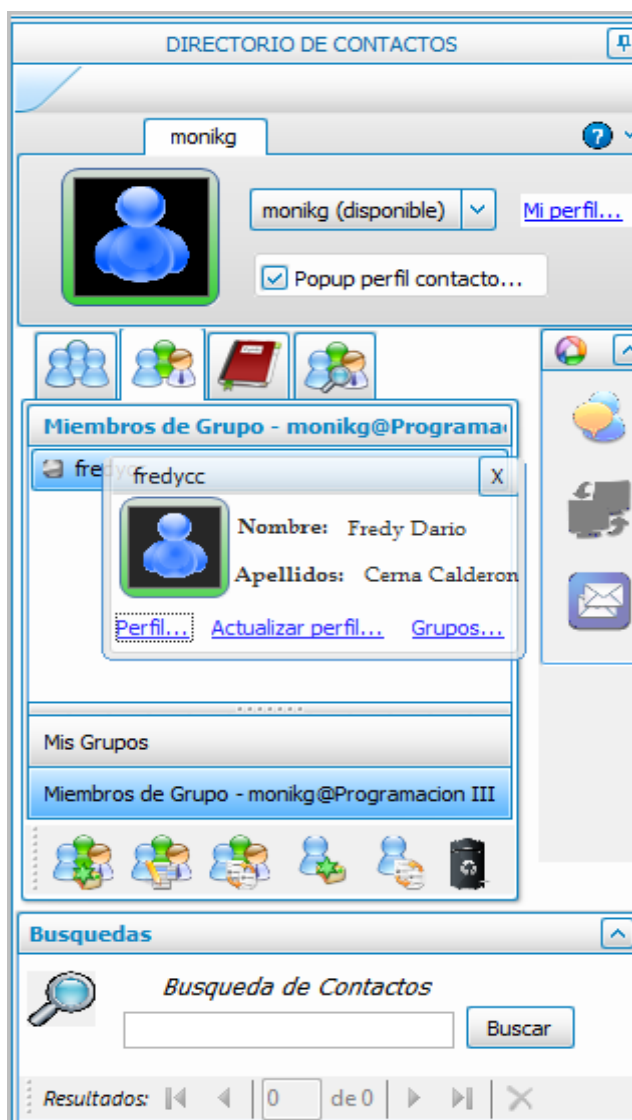 DIRECTORIO DE CONTACTOS
monikg
monikg (disponible)
Mi perfil...
Popup perfil contacto...
Miembros de Grupo - monikg@Programa
fredycc
fredycc
X
Nombre: Fredy Dario
Apellidos: Cerna Calderon
Perfil... Actualizar perfil... Grupos...
Mis Grupos
Miembros de Grupo - monikg@Programacion III
Busquedas
Busqueda de Contactos
Buscar
Resultados: 0 de 0